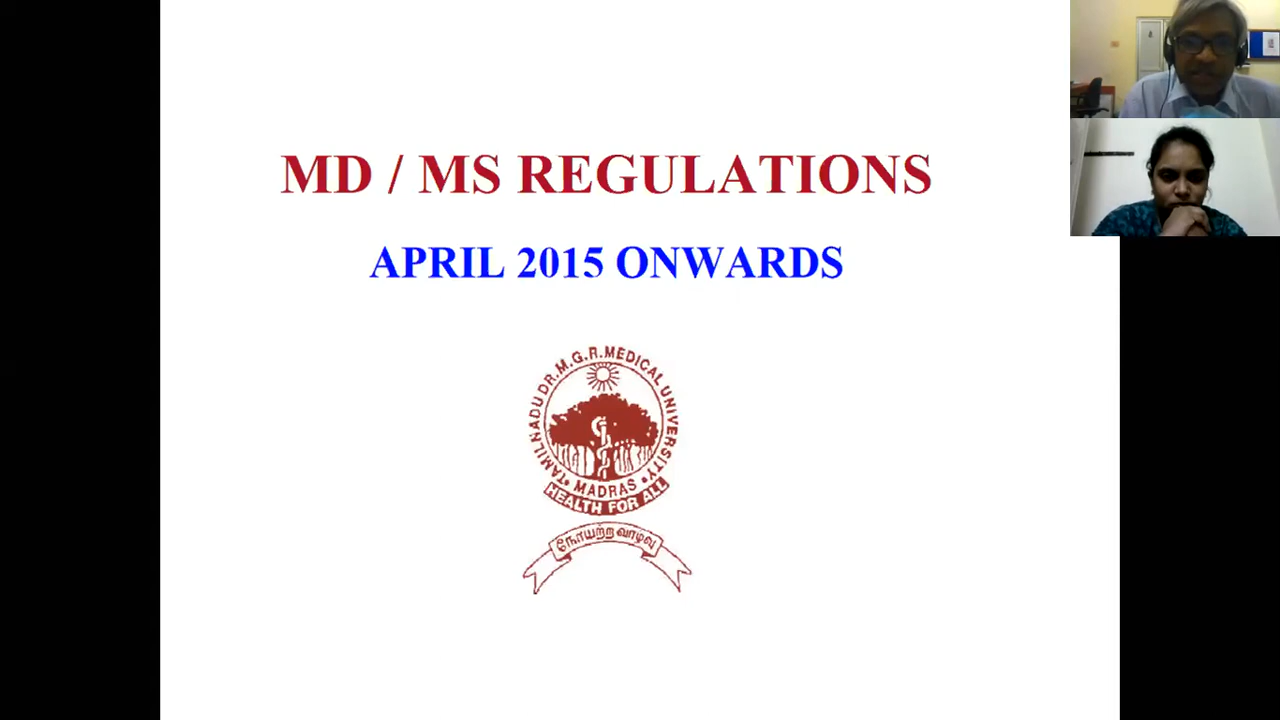 MD / MS REGULATIONS
APRIL 2015 ONWARDS
TAMILNADU DR.M.G.R.MEDICAL UNIVERSITY
MADRAS
HEALTH FOR ALL
நோயற்ற வாழ்வு